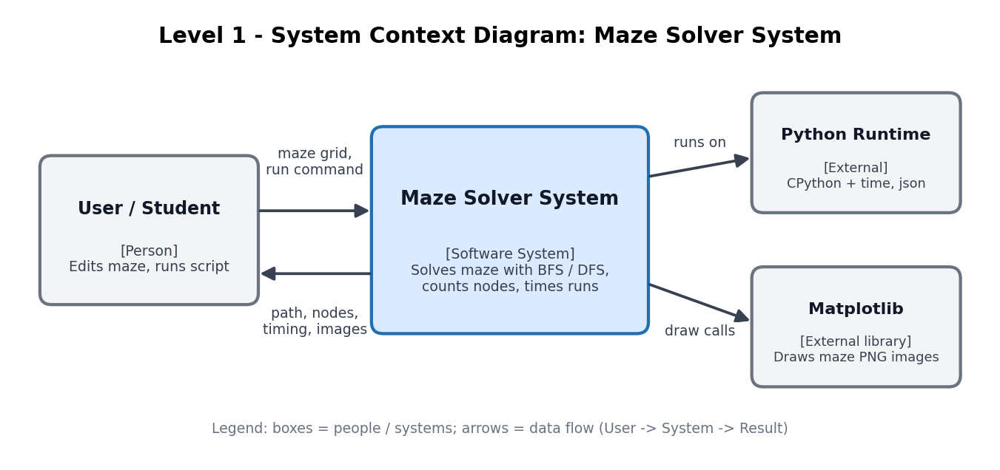 Level 1 - System Context Diagram: Maze Solver System
User / Student
[Person]
Edits maze, runs script
maze grid,
run command
path, nodes,
timing, images
Maze Solver System
[Software System]
Solves maze with BFS / DFS,
counts nodes, times runs
runs on
draw calls
Python Runtime
[External]
CPython + time, json
Matplotlib
[External library]
Draws maze PNG images
Legend: boxes = people / systems; arrows = data flow (User -> System -> Result)